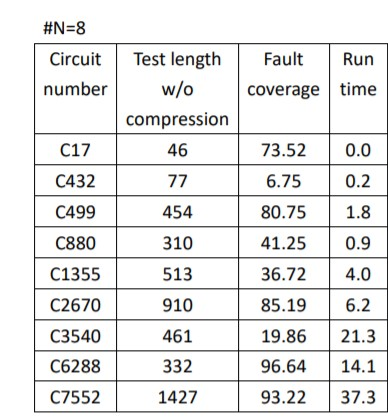 #N=8
Circuit number | Test length w/o compression | Fault coverage | Run time
C17 | 46 | 73.52 | 0.0
C432 | 77 | 6.75 | 0.2
C499 | 454 | 80.75 | 1.8
C880 | 310 | 41.25 | 0.9
C1355 | 513 | 36.72 | 4.0
C2670 | 910 | 85.19 | 6.2
C3540 | 461 | 19.86 | 21.3
C6288 | 332 | 96.64 | 14.1
C7552 | 1427 | 93.22 | 37.3